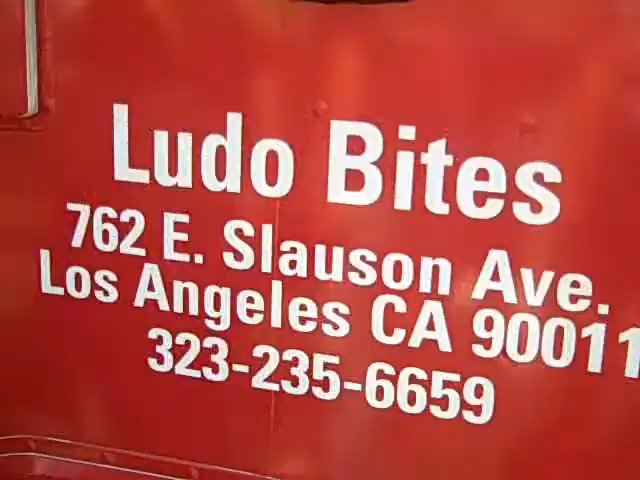 Ludo Bites
762 E. Slauson Ave.
Los Angeles CA 90011
323-235-6659